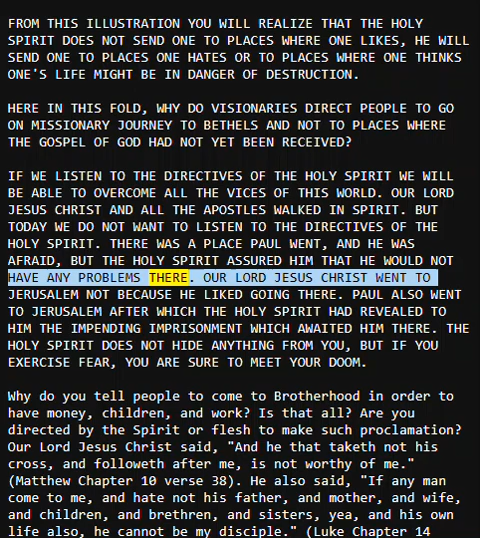 FROM THIS ILLUSTRATION YOU WILL REALIZE THAT THE HOLY
SPIRIT DOES NOT SEND ONE TO PLACES WHERE ONE LIKES, HE WILL
SEND ONE TO PLACES ONE HATES OR TO PLACES WHERE ONE THINKS
ONE'S LIFE MIGHT BE IN DANGER OF DESTRUCTION.
HERE IN THIS FOLD, WHY DO VISIONARIES DIRECT PEOPLE TO GO
ON MISSIONARY JOURNEY TO BETHELS AND NOT TO PLACES WHERE
THE GOSPEL OF GOD HAD NOT YET BEEN RECEIVED?
IF WE LISTEN TO THE DIRECTIVES OF THE HOLY SPIRIT WE WILL
BE ABLE TO OVERCOME ALL THE VICES OF THIS WORLD. OUR LORD
JESUS CHRIST AND ALL THE APOSTLES WALKED IN SPIRIT. BUT
TODAY WE DO NOT WANT TO LISTEN TO THE DIRECTIVES OF THE
HOLY SPIRIT. THERE WAS A PLACE PAUL WENT, AND HE WAS
AFRAID, BUT THE HOLY SPIRIT ASSURED HIM THAT HE WOULD NOT
HAVE ANY PROBLEMS THERE. OUR LORD JESUS CHRIST WENT TO
JERUSALEM NOT BECAUSE HE LIKED GOING THERE. PAUL ALSO WENT
TO JERUSALEM AFTER WHICH THE HOLY SPIRIT HAD REVEALED TO
HIM THE IMPENDING IMPRISONMENT WHICH AWAITED HIM THERE. THE
HOLY SPIRIT DOES NOT HIDE ANYTHING FROM YOU, BUT IF YOU
EXERCISE FEAR, YOU ARE SURE TO MEET YOUR DOOM.
Why do you tell people to come to Brotherhood in order to
have money, children, and work? Is that all? Are you
directed by the Spirit or flesh to make such proclamation?
Our Lord Jesus Christ said, "And he that taketh not his
cross, and followeth after me, is not worthy of me."
(Matthew Chapter 10 verse 38). He also said, "If any man
come to me, and hate not his father, and mother, and wife,
and children, and brethren, and sisters, yea, and his own
life also, he cannot be my disciple." (Luke Chapter 14